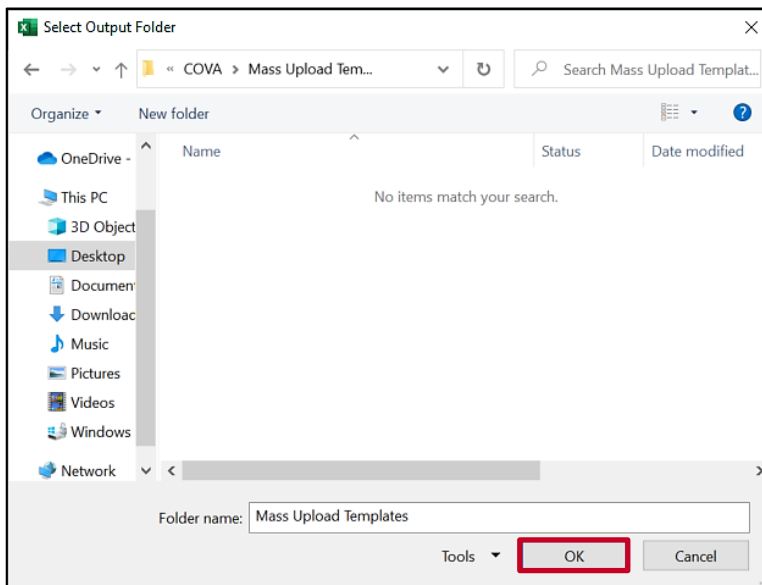 Select Output Folder
« COVA > Mass Upload Tem...
Search Mass Upload Templat...
Organize
New folder
Name
Status
Date modified
No items match your search.
OneDrive -
This PC
3D Object
Desktop
Documen
Downloac
Music
Pictures
Videos
Windows
Network
Folder name: Mass Upload Templates
Tools OK Cancel